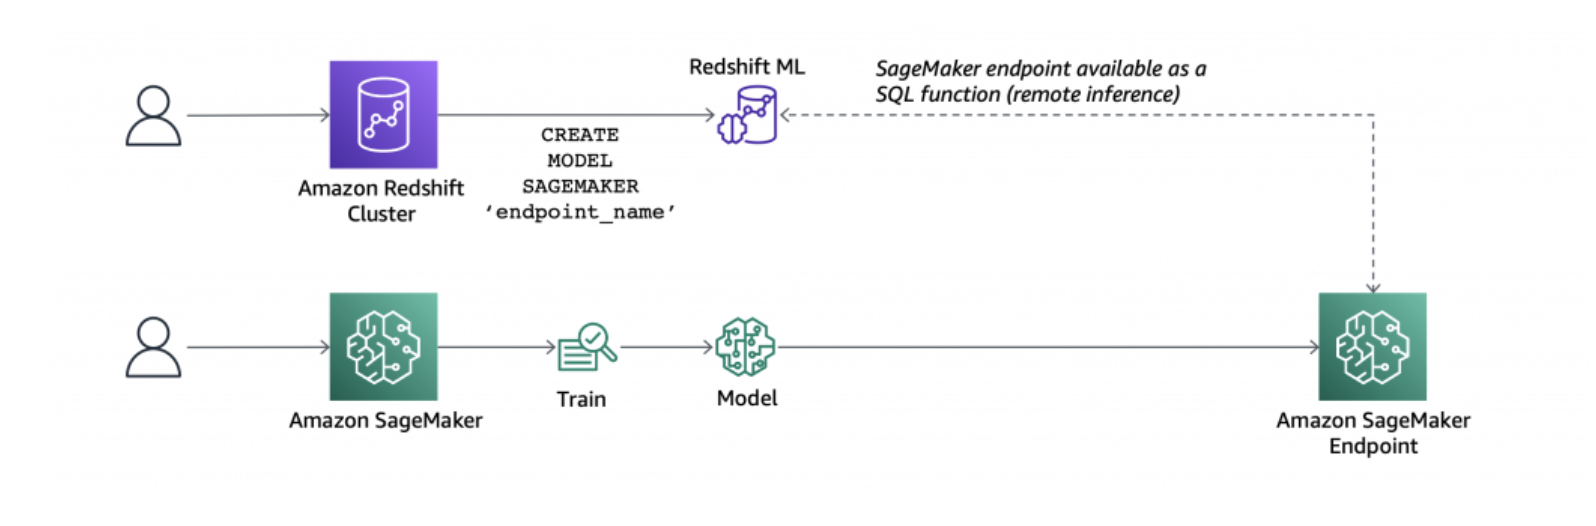 Redshift ML
SageMaker endpoint available as a
SQL function (remote inference)
CREATE
MODEL
SAGEMAKER
‘endpoint_name’
Amazon Redshift
Cluster
Train
Model
Amazon SageMaker
Amazon SageMaker
Endpoint